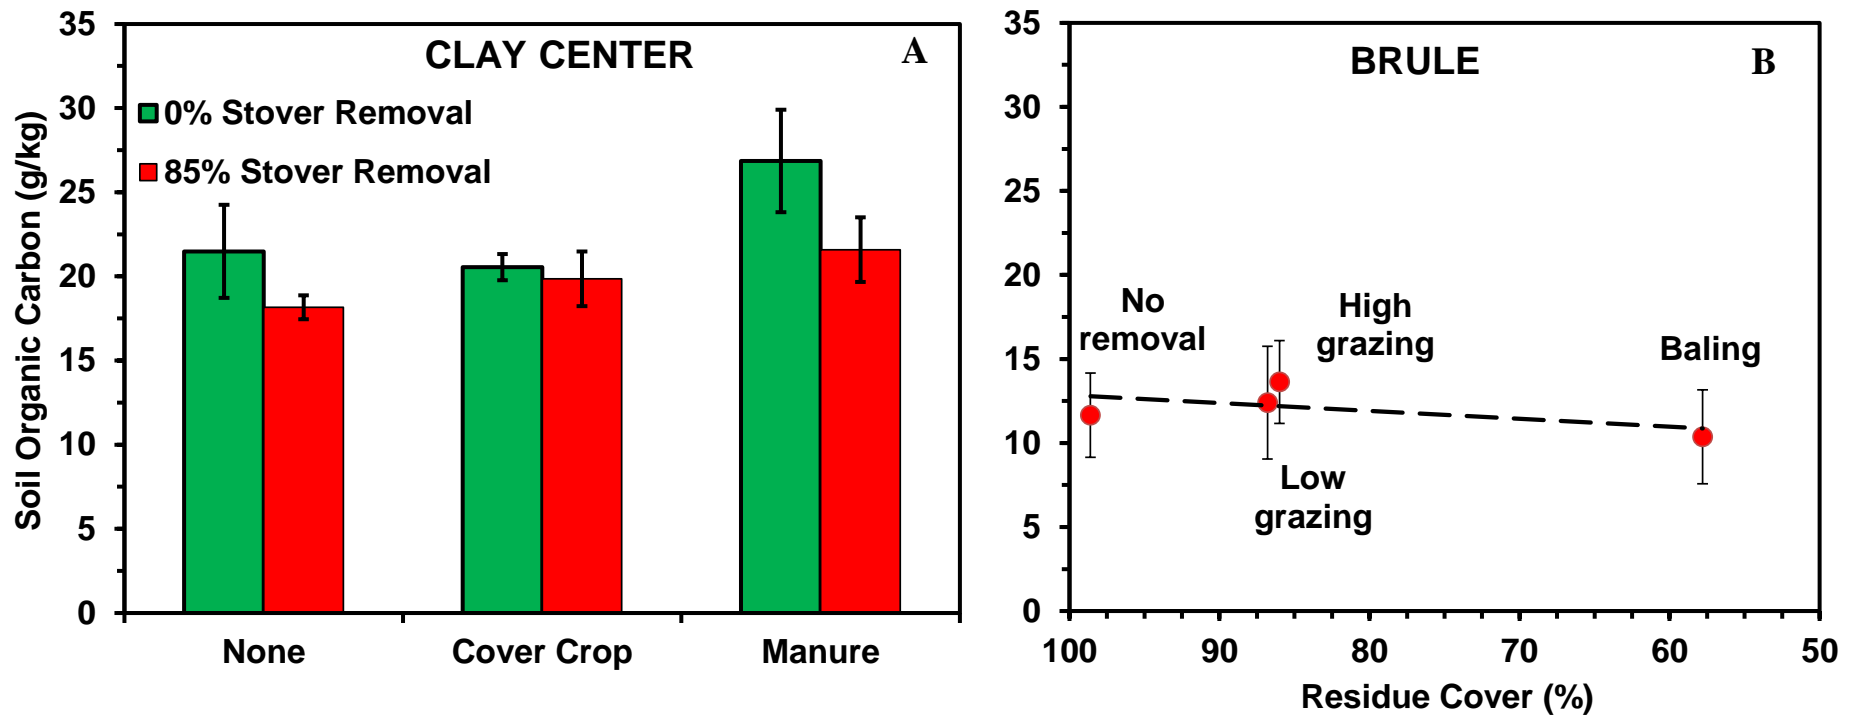 CLAY CENTER
A
0% Stover Removal
85% Stover Removal
Soil Organic Carbon (g/kg)
35
30
25
20
15
10
5
0
None
Cover Crop
Manure
BRULE
B
35
30
25
20
15
10
5
0
No
removal
High
grazing
Low
grazing
Baling
100
90
80
70
60
50
Residue Cover (%)